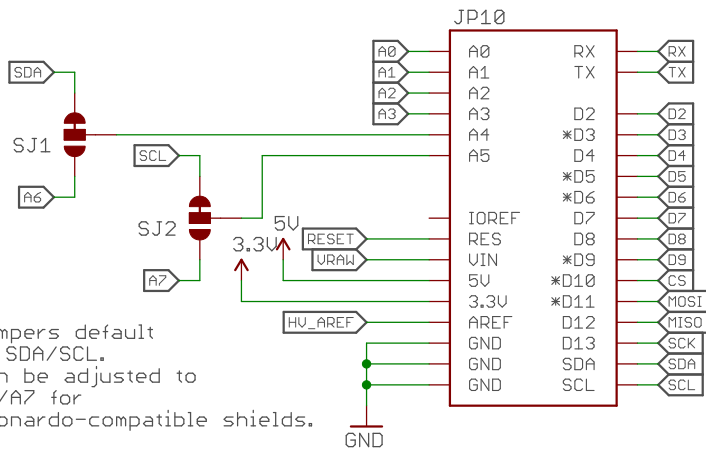 JP10
A0 A0 RX RX
A1 A1 TX TX
A2 A2
A3 A3 D2 D2
SDA
SJ1
A4 *D3 D3
SCL
A5 D4 D4
*D5 D5
A6
*D6 D6
SJ2
IOREF D7 D7
5V
RESET RES D8 D8
3.3V
VRAW VIN *D9 D9
A7
5V *D10 CS
3.3V *D11 MOSI
HV_AREF AREF D12 MISO
GND D13 SCK
GND SDA SDA
GND SCL SCL
mpers default
SDA/SCL.
be adjusted to
/A7 for
onardo-compatible shields.
GND